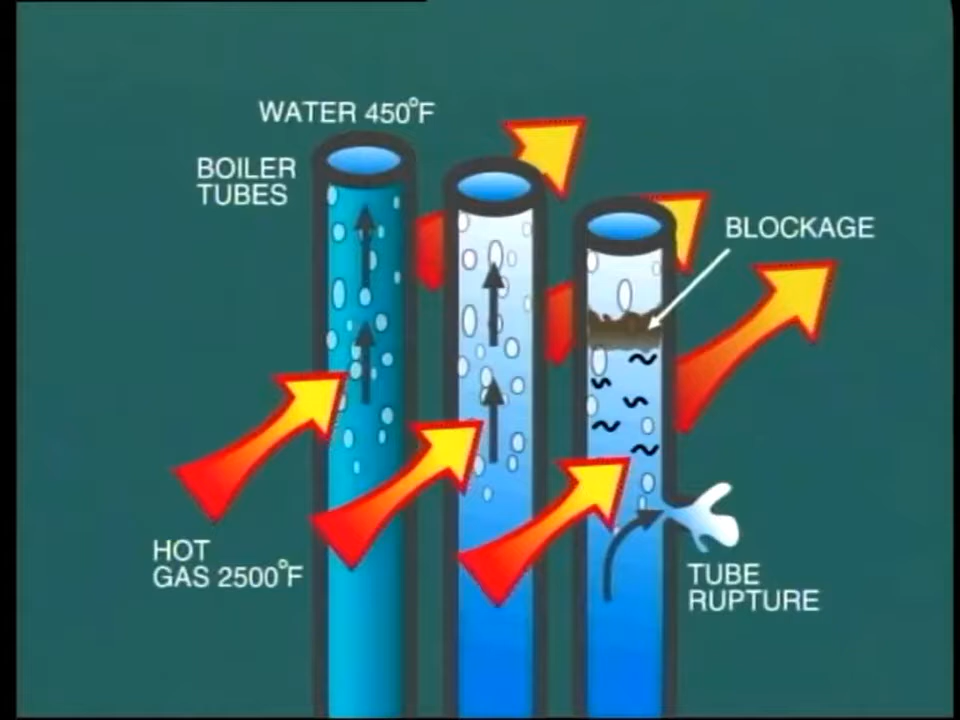 WATER 450°F
BOILER
TUBES
BLOCKAGE
HOT
GAS 2500°F
TUBE
RUPTURE